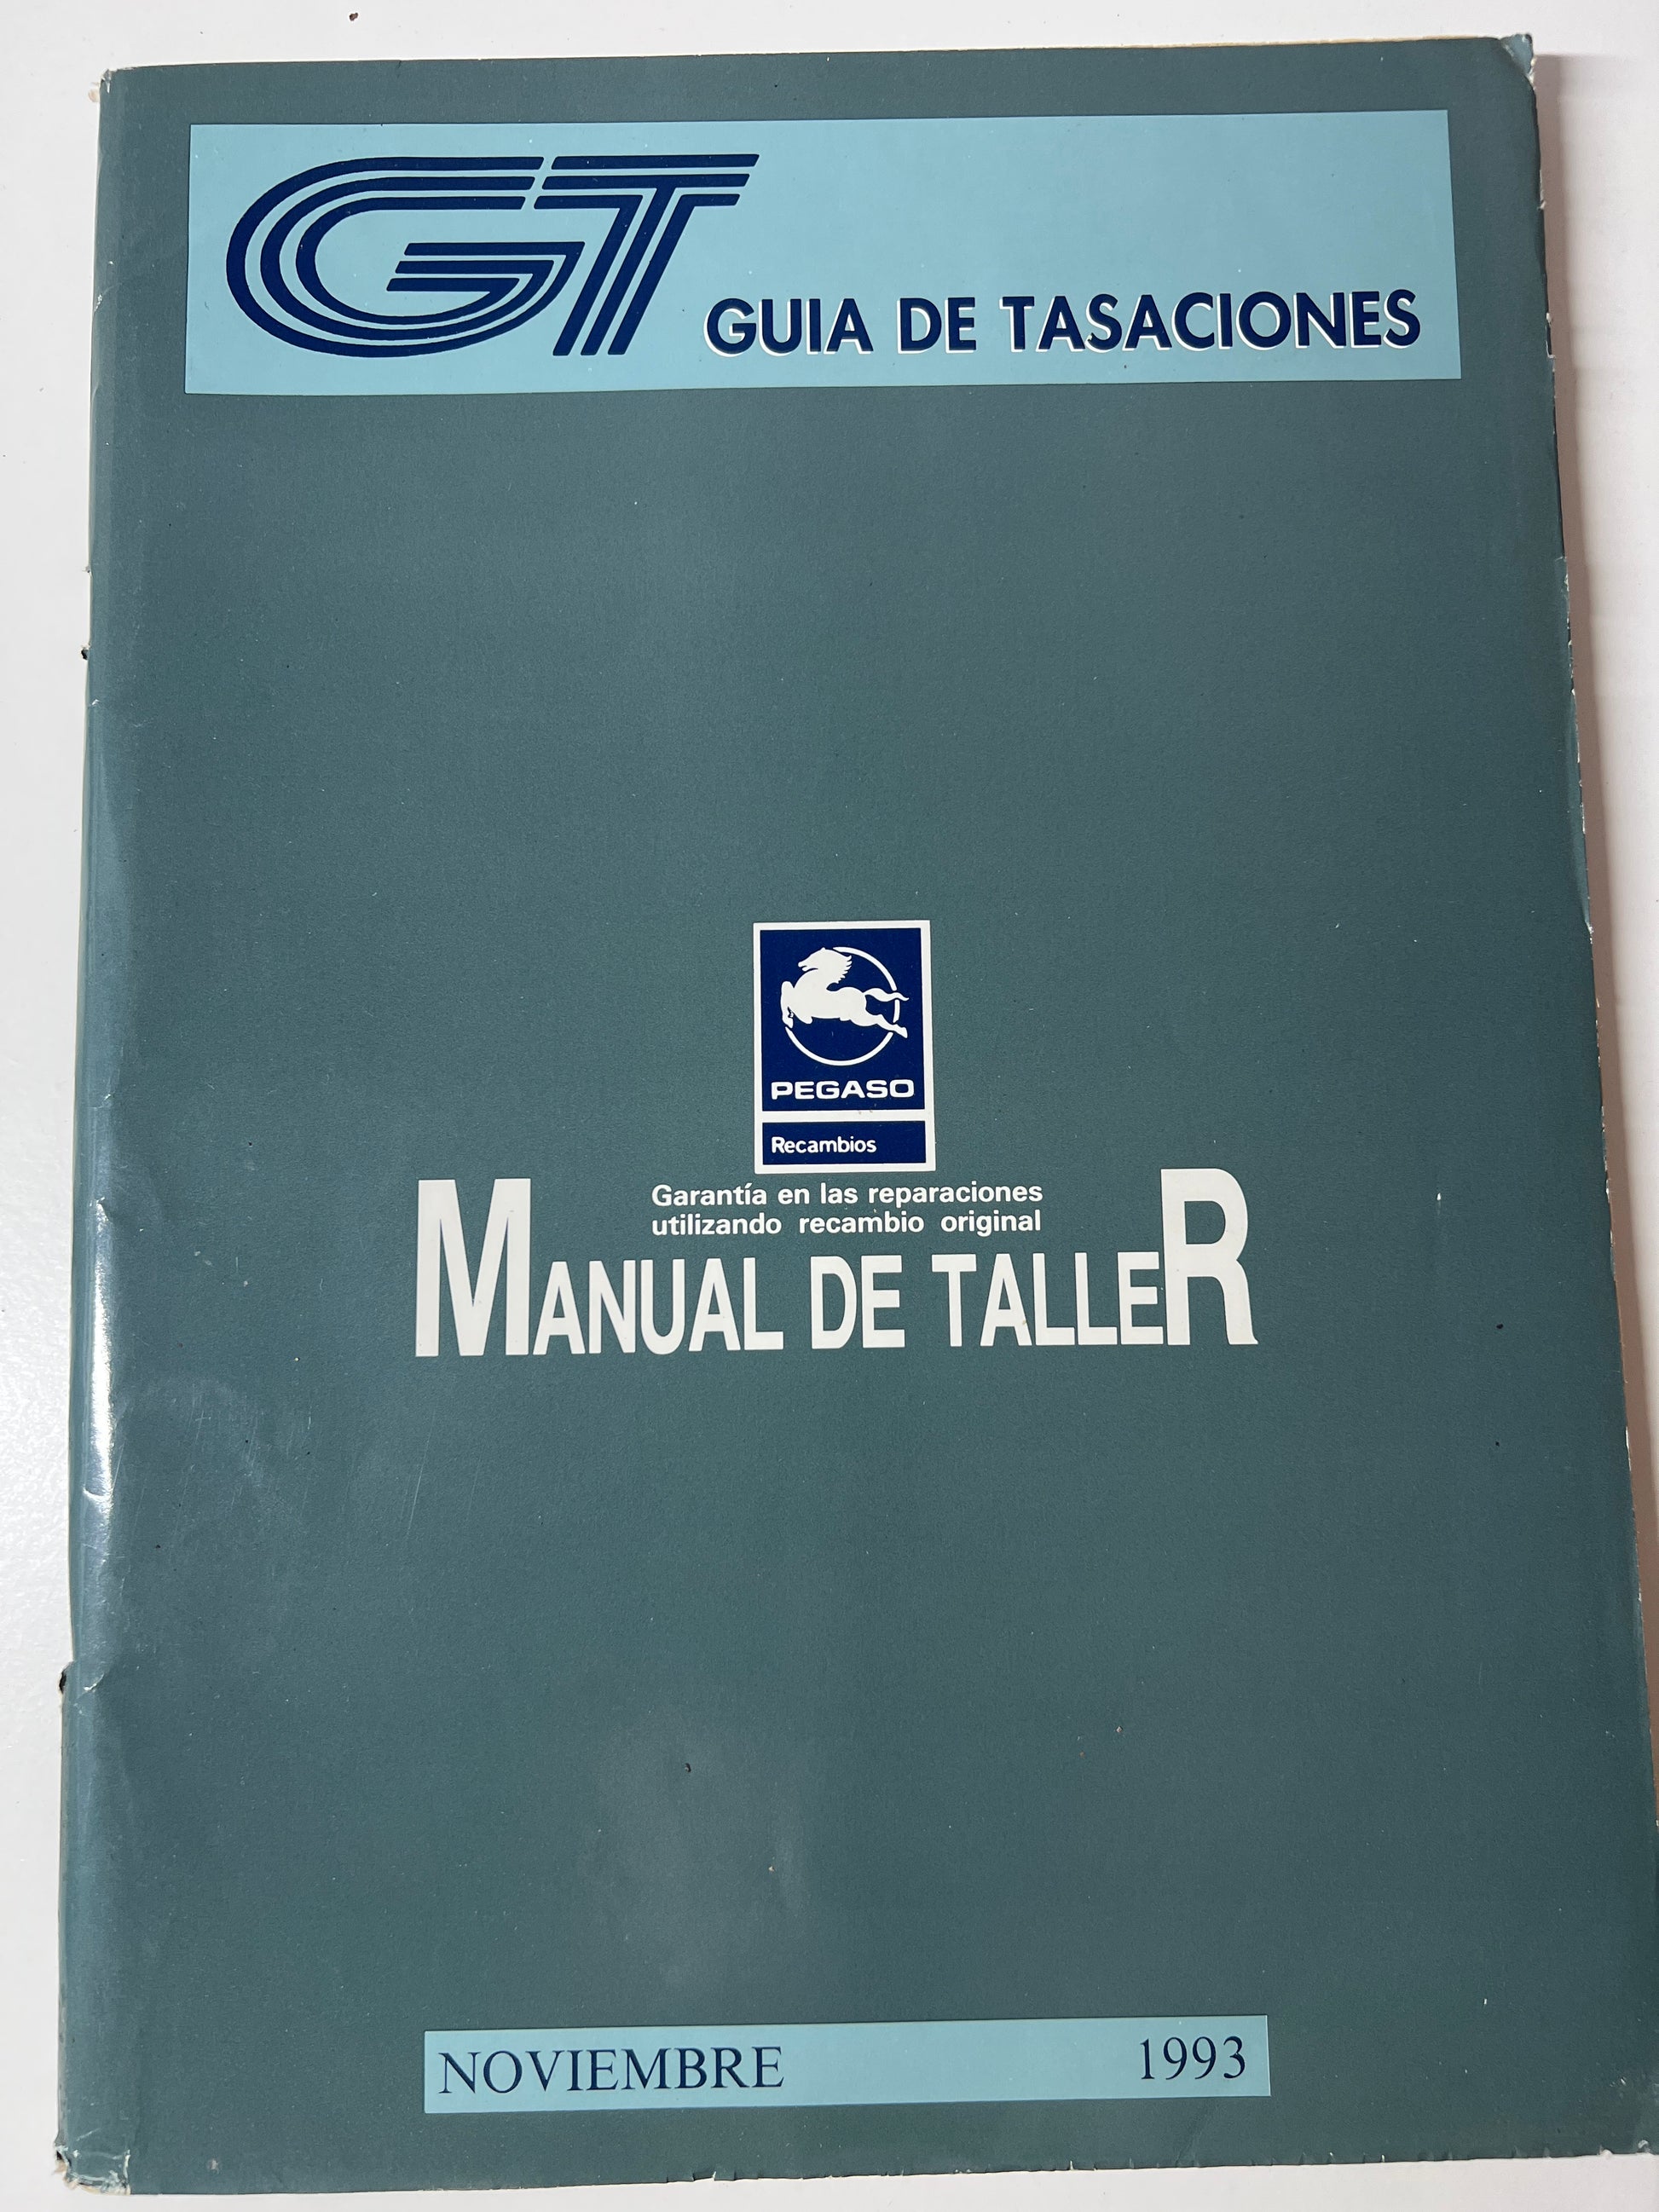 GT
GUIA DE TASACIONES
PEGASO
Recambios
Garantía en las reparaciones
utilizando recambio original
MANUAL DE TALLER
NOVIEMBRE 1993